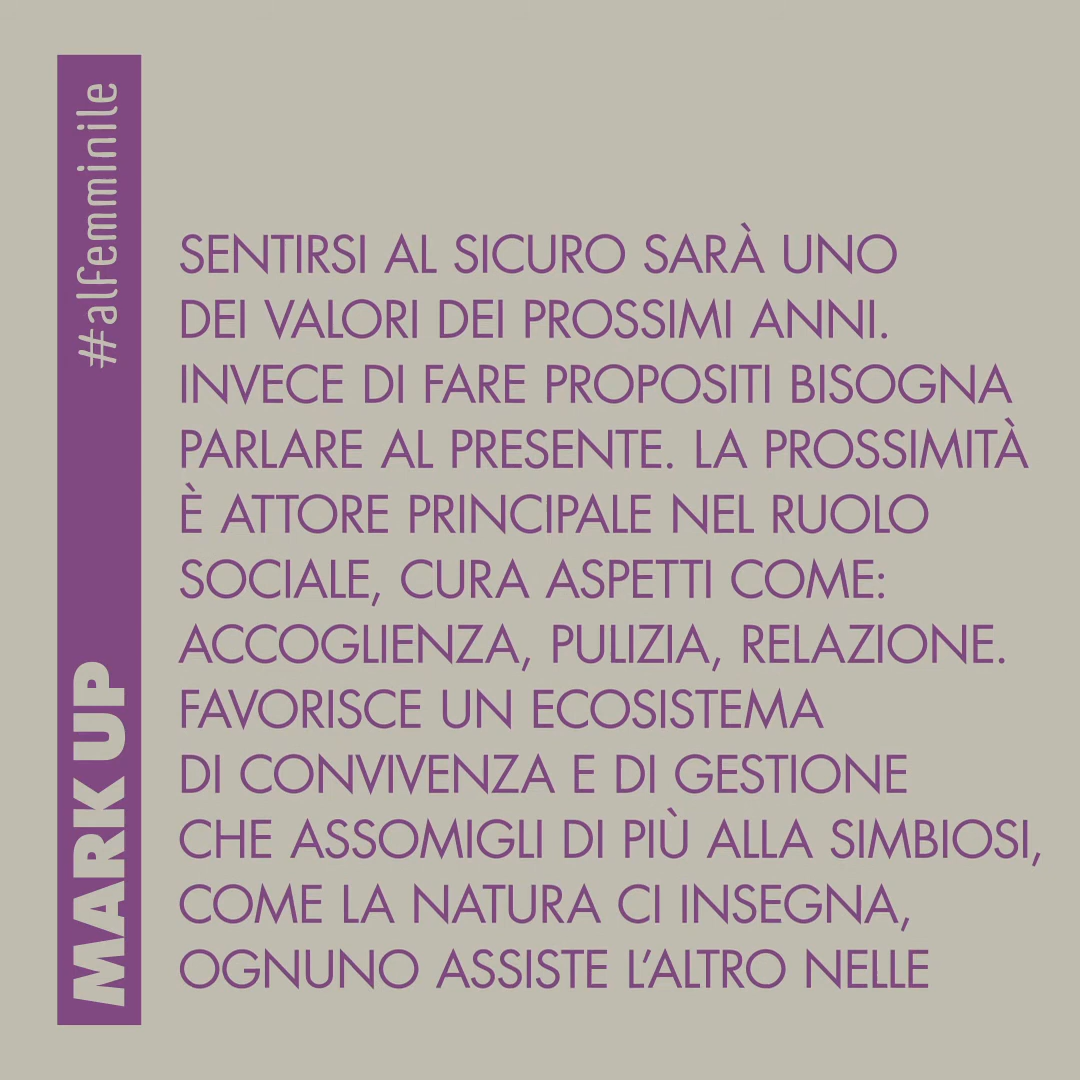 #alfemminile
MARK UP
SENTIRSI AL SICURO SARÀ UNO
DEI VALORI DEI PROSSIMI ANNI.
INVECE DI FARE PROPOSITI BISOGNA
PARLARE AL PRESENTE. LA PROSSIMITÀ
È ATTORE PRINCIPALE NEL RUOLO
SOCIALE, CURA ASPETTI COME:
ACCOGLIENZA, PULIZIA, RELAZIONE.
FAVORISCE UN ECOSISTEMA
DI CONVIVENZA E DI GESTIONE
CHE ASSOMIGLI DI PIÙ ALLA SIMBIOSI,
COME LA NATURA CI INSEGNA,
OGNUNO ASSISTE L’ALTRO NELLE